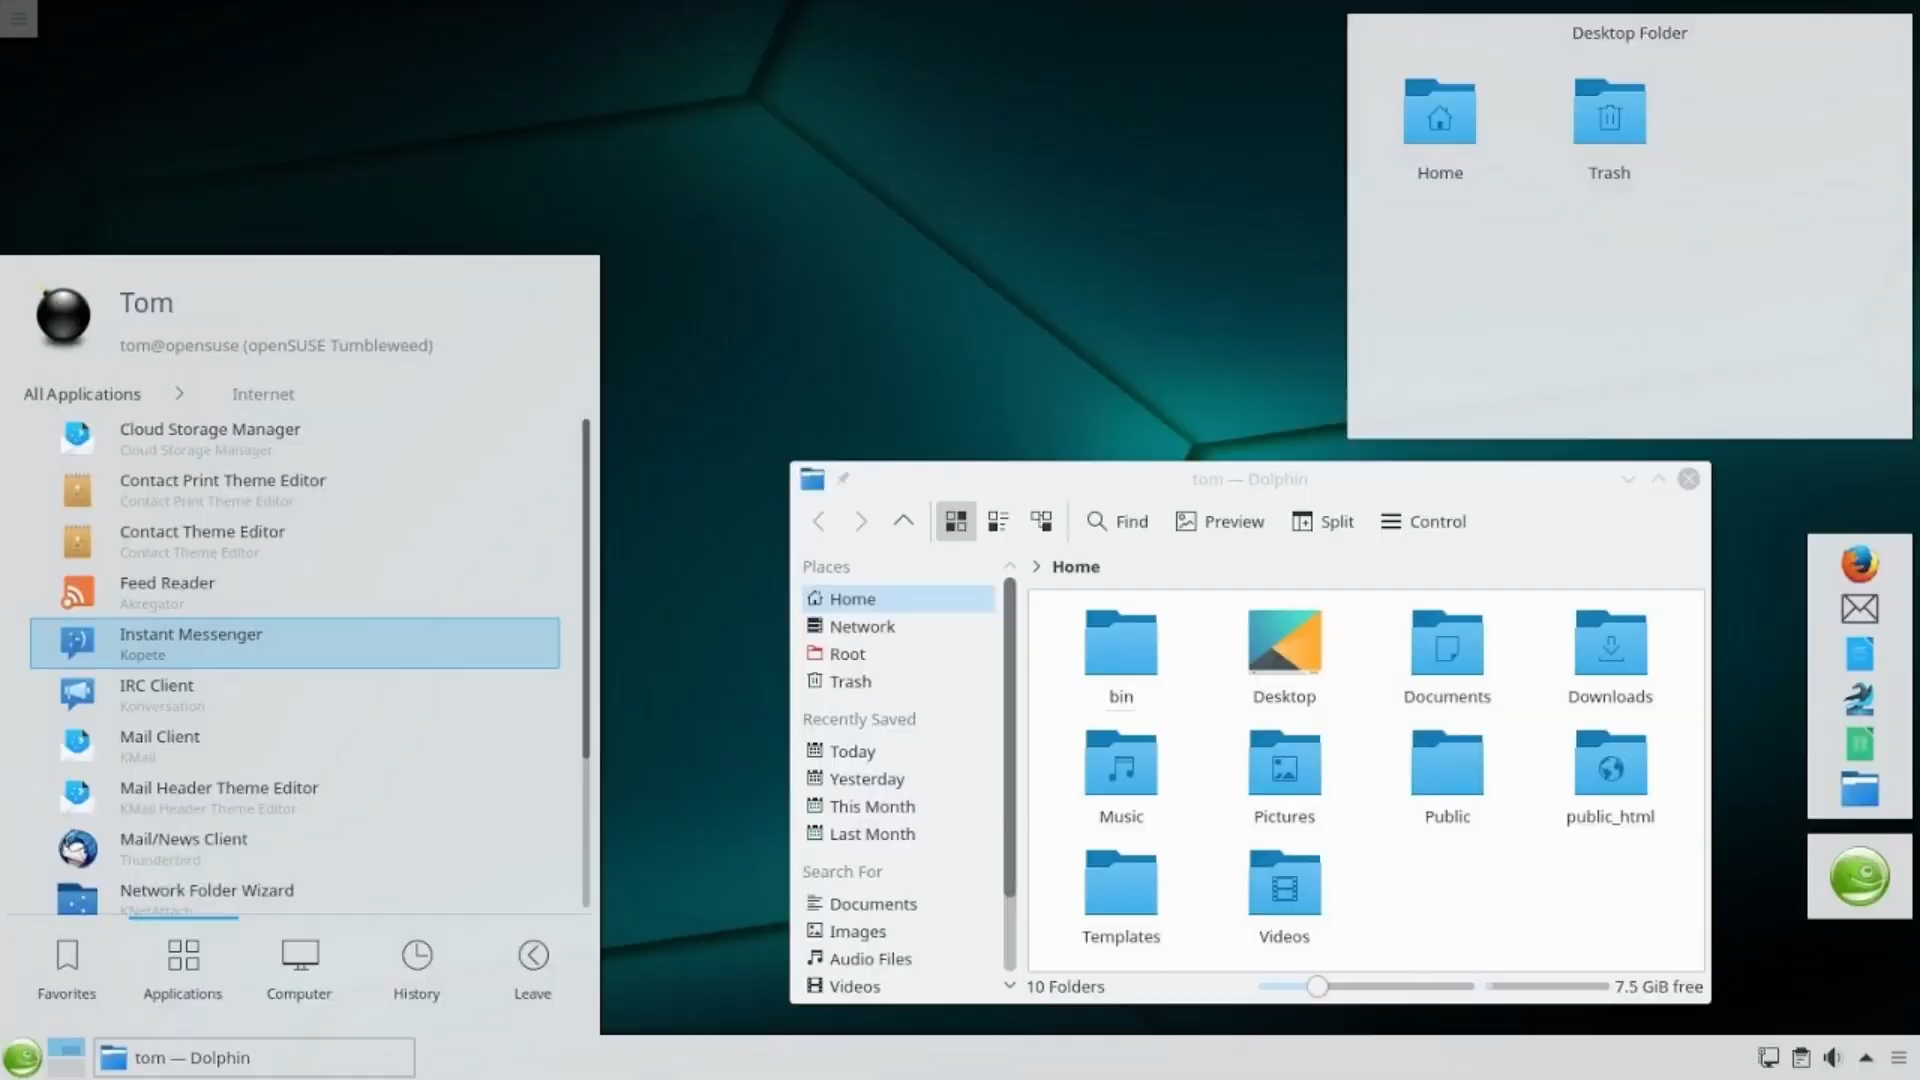 Desktop Folder
Home
Trash
Tom
tom@opensuse (openSUSE Tumbleweed)
All Applications
Internet
Cloud Storage Manager
Cloud Storage Manager
Contact Print Theme Editor
Contact Print Theme Editor
Contact Theme Editor
Contact Theme Editor
Feed Reader
Akregator
Instant Messenger
Kopete
IRC Client
Konversation
Mail Client
KMail
Mail Header Theme Editor
KMail Header Theme Editor
Mail/News Client
Thunderbird
Network Folder Wizard
KNetAttach
Favorites
Applications
Computer
History
Leave
tom — Dolphin
Find
Preview
Split
Control
Places
Home
Network
Root
Trash
Recently Saved
Today
Yesterday
This Month
Last Month
Search For
Documents
Images
Audio Files
Videos
Home
bin
Desktop
Documents
Downloads
Music
Pictures
Public
public_html
Templates
Videos
10 Folders
7.5 GiB free
tom — Dolphin